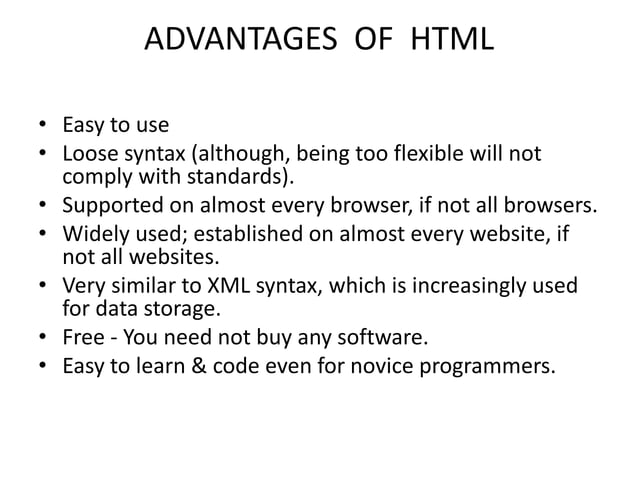 ADVANTAGES OF HTML
• Easy to use
• Loose syntax (although, being too flexible will not
comply with standards).
• Supported on almost every browser, if not all browsers.
• Widely used; established on almost every website, if
not all websites.
• Very similar to XML syntax, which is increasingly used
for data storage.
• Free - You need not buy any software.
• Easy to learn & code even for novice programmers.